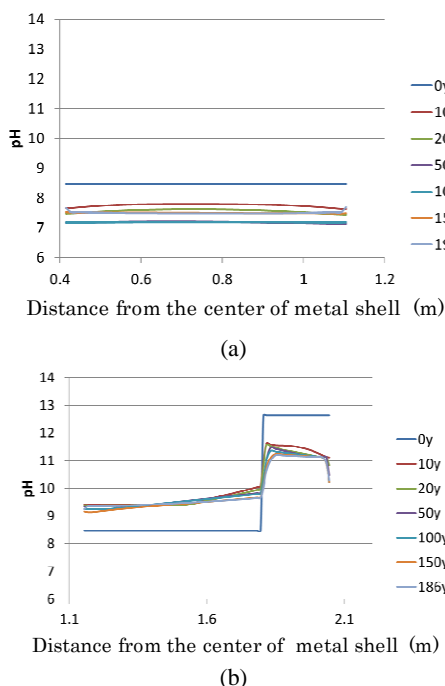 14
13
12
11
10
9
8
7
6
pH
0.4 0.6 0.8 1 1.2
0y
Distance from the center of metal shell (m)
(a)
14
13
12
11
10
9
8
7
6
pH
1.1 1.6 2.1
0y
10y
20y
50y
100y
150y
186y
Distance from the center of metal shell (m)
(b)